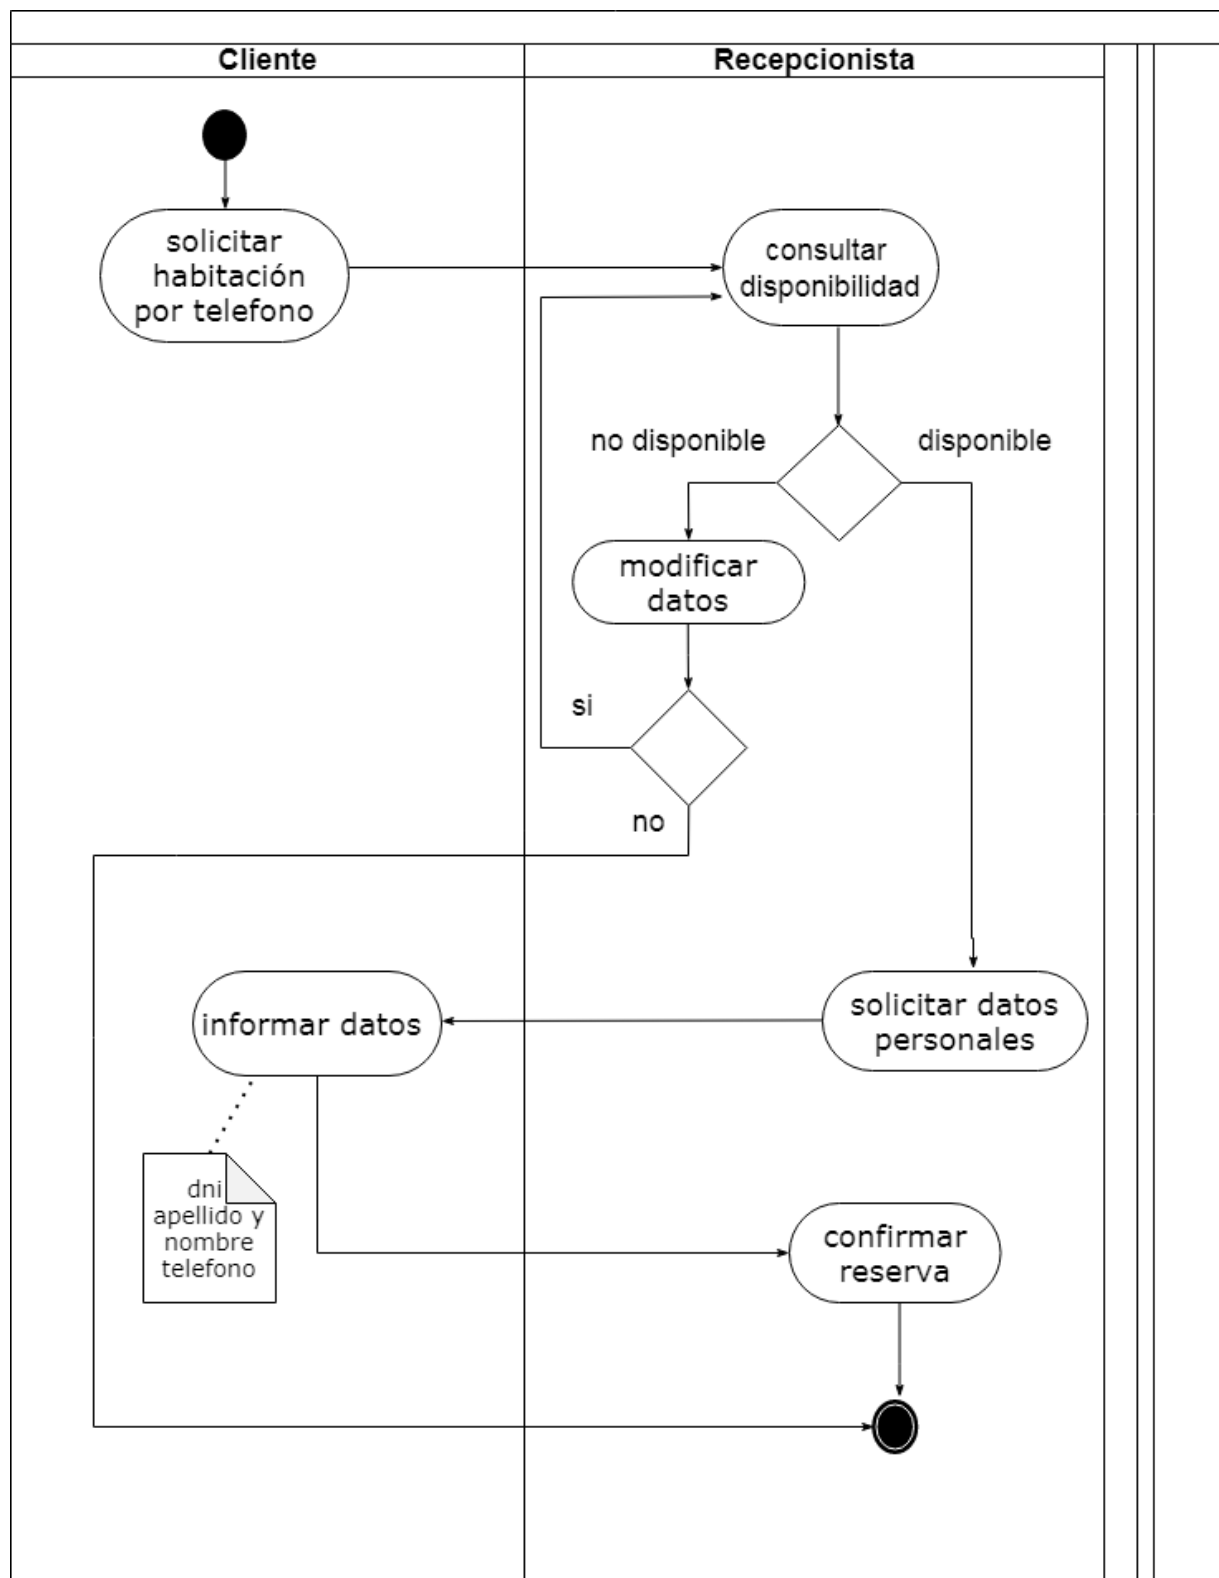 Cliente
Recepcionista
solicitar
habitación
por telefono
consultar
disponibilidad
no disponible
disponible
modificar
datos
si
no
informar datos
solicitar datos
personales
dni
apellido y
nombre
telefono
confirmar
reserva